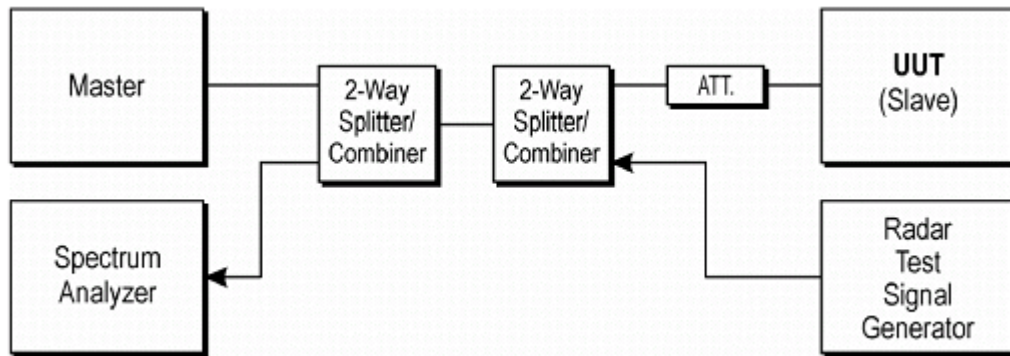 Master
2-Way
Splitter/
Combiner
2-Way
Splitter/
Combiner
ATT.
UUT
(Slave)
Spectrum
Analyzer
Radar
Test
Signal
Generator